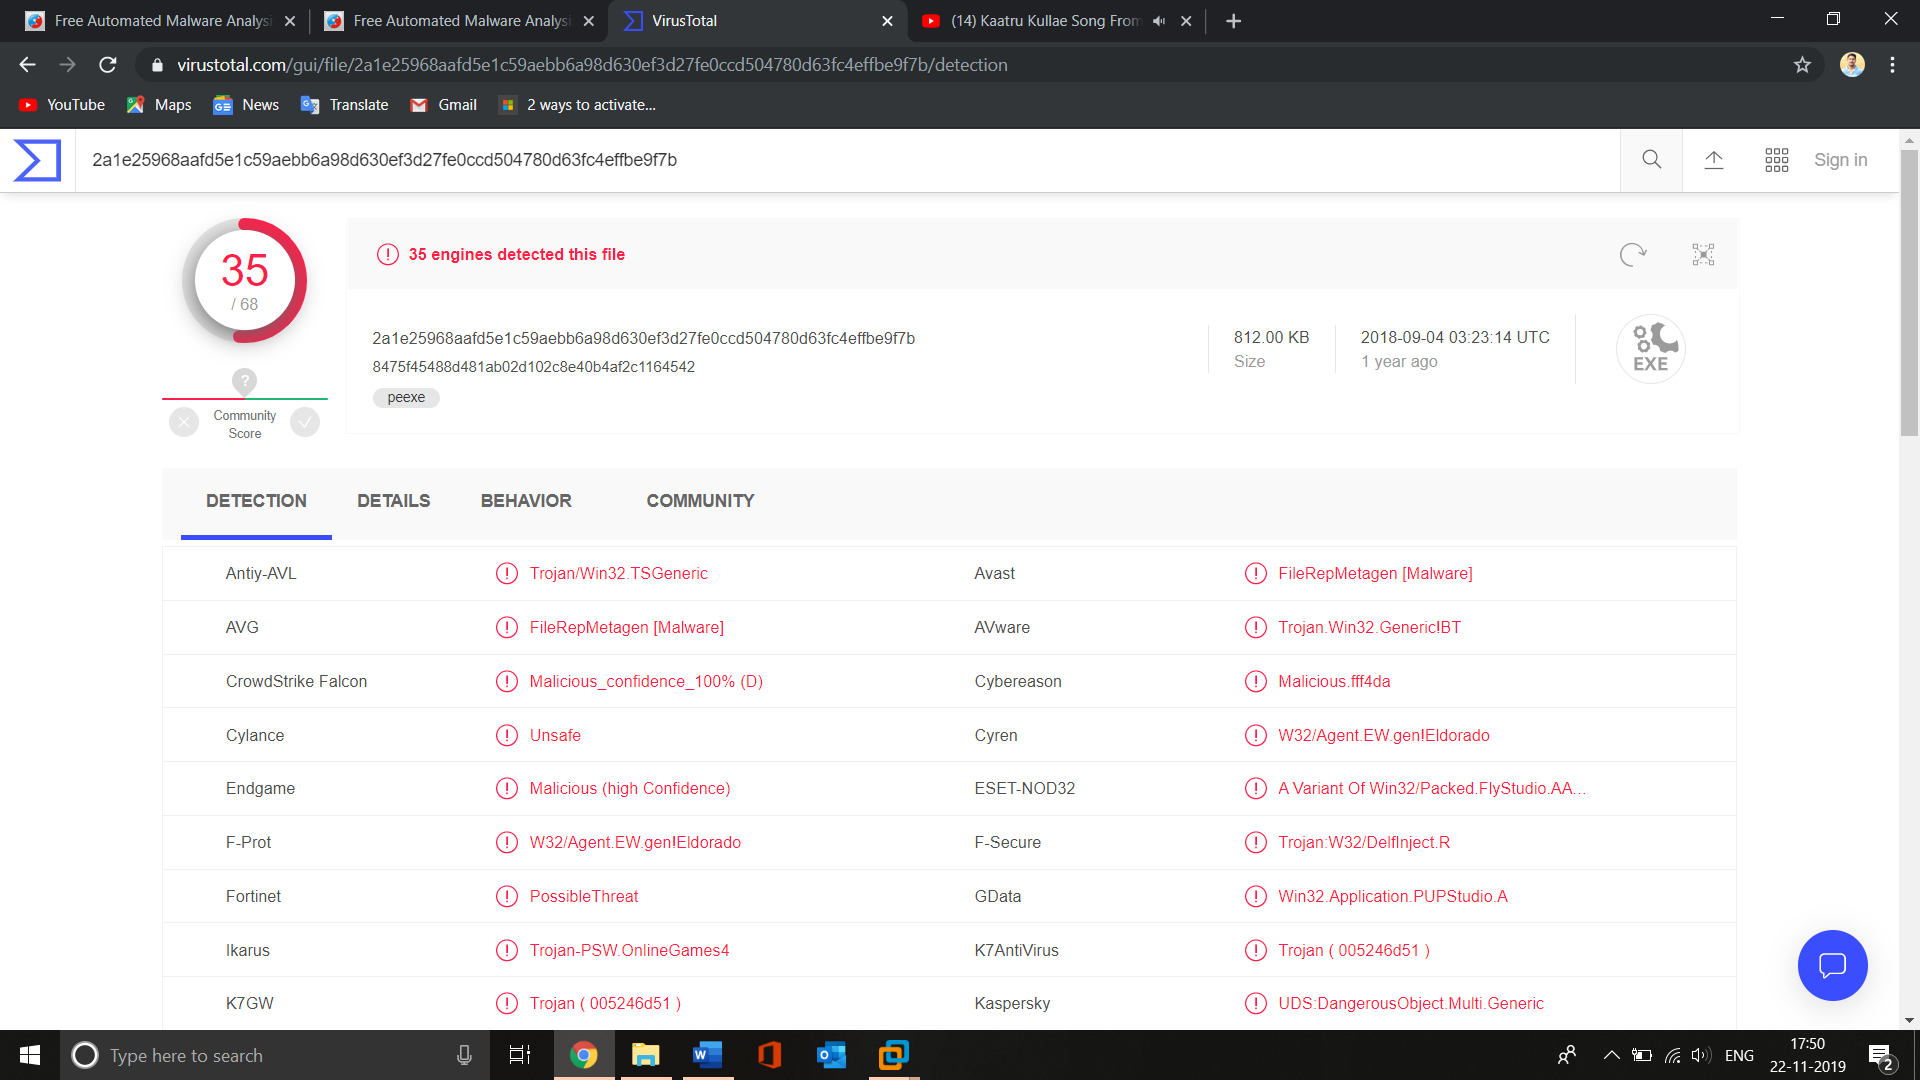 Free Automated Malware Analysi
Free Automated Malware Analysi
VirusTotal
(14) Kaatru Kullae Song From
virustotal.com/gui/file/2a1e25968aafd5e1c59aebb6a98d630ef3d27fe0ccd504780d63fc4effbe9f7b/detection
YouTube Maps News Translate Gmail 2 ways to activate...
2a1e25968aafd5e1c59aebb6a98d630ef3d27fe0ccd504780d63fc4effbe9f7b
Sign in
35
/ 68
35 engines detected this file
2a1e25968aafd5e1c59aebb6a98d630ef3d27fe0ccd504780d63fc4effbe9f7b
8475f45488d481ab02d102c8e40b4af2c1164542
peexe
812.00 KB
Size
2018-09-04 03:23:14 UTC
1 year ago
EXE
?
Community
Score
DETECTION DETAILS BEHAVIOR COMMUNITY
Antiy-AVL Trojan/Win32.TSGeneric Avast FileRepMetagen [Malware]
AVG FileRepMetagen [Malware] AVware Trojan.Win32.Generic!BT
CrowdStrike Falcon Malicious_confidence_100% (D) Cybereason Malicious.fff4da
Cylance Unsafe Cyren W32/Agent.EW.gen!Eldorado
Endgame Malicious (high Confidence) ESET-NOD32 A Variant Of Win32/Packed.FlyStudio.AA...
F-Prot W32/Agent.EW.gen!Eldorado F-Secure Trojan:W32/DelfInject.R
Fortinet PossibleThreat GData Win32.Application.PUPStudio.A
Ikarus Trojan-PSW.OnlineGames4 K7AntiVirus Trojan ( 005246d51 )
K7GW Trojan ( 005246d51 ) Kaspersky UDS:DangerousObject.Multi.Generic
Type here to search
ENG
17:50
22-11-2019
2